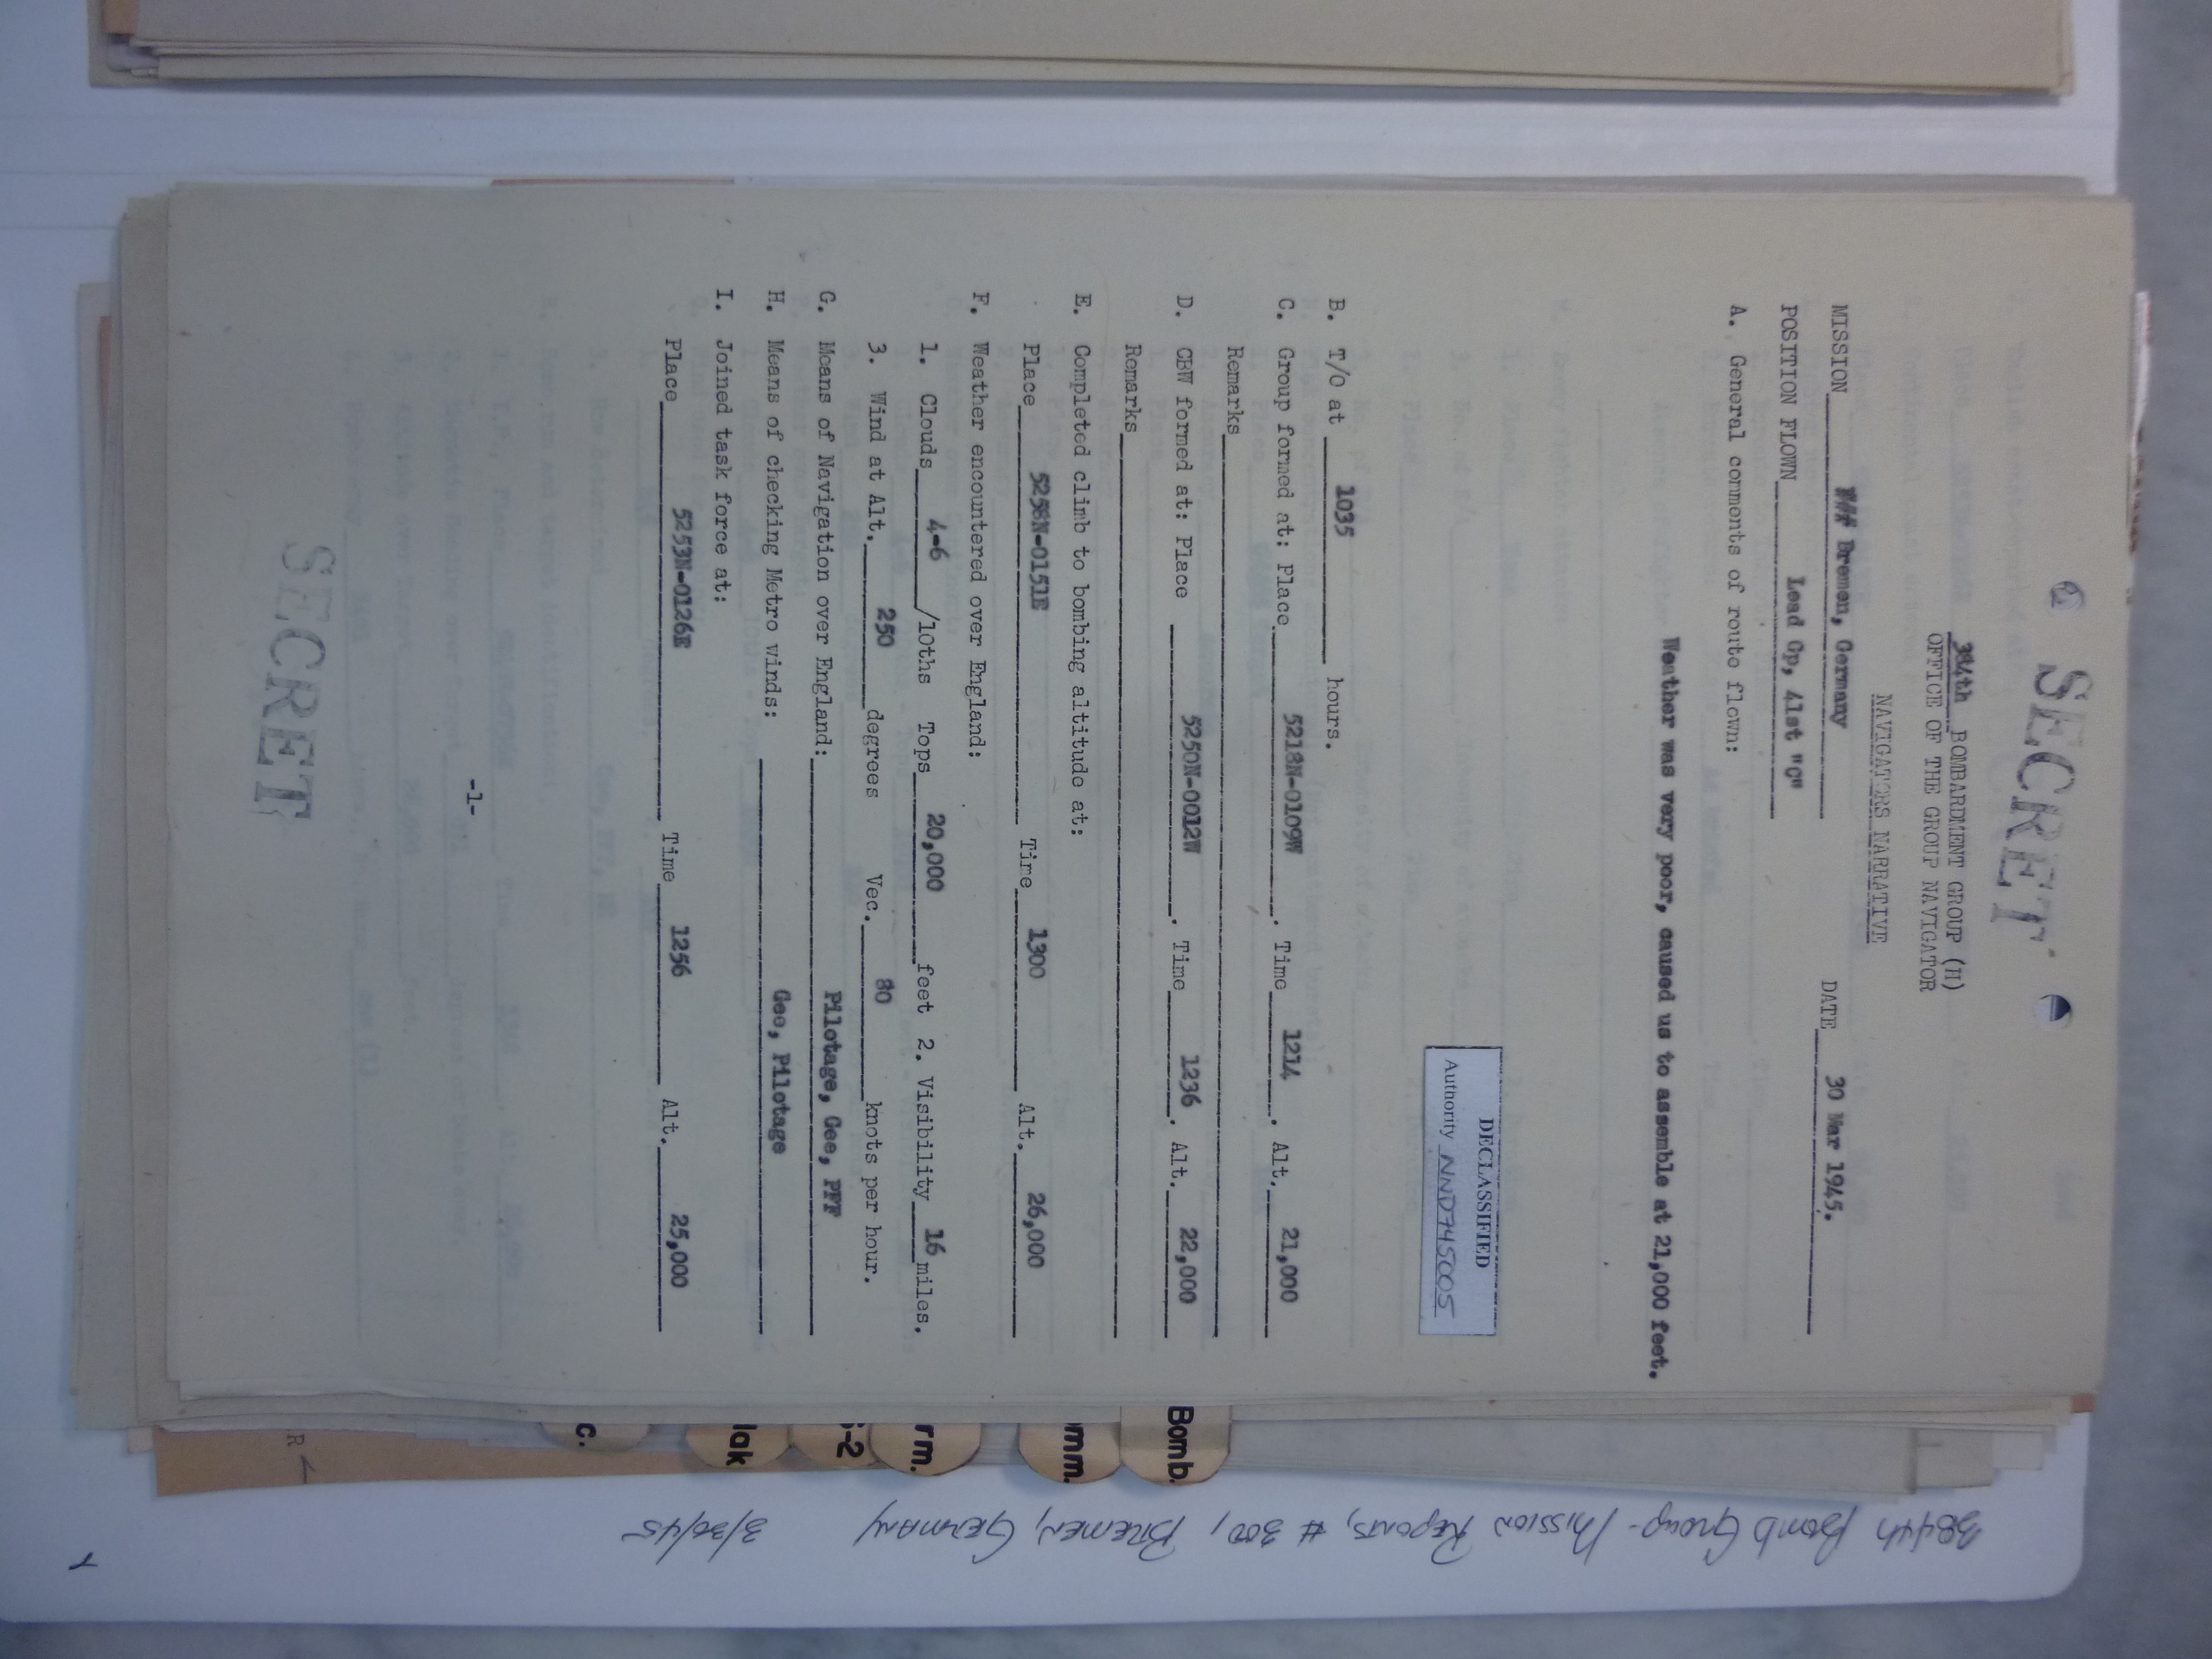 SECRET
384th BOMBARDMENT GROUP (H)
OFFICE OF THE GROUP NAVIGATOR
NAVIGATORS NARRATIVE
MISSION Bremen, Germany DATE 30 Mar 1945.
POSITION FLOWN Lead Gp, 41st "C"
A. General comments of route flown:
Weather was very poor, caused us to assemble at 21,000 feet.
DECLASSIFIED
Authority NND745005
B. T/O at 1035 hours.
C. Group formed at: Place 5218N-0109W. Time 1214. Alt. 21,000
Remarks
D. CBW formed at: Place 5250N-0012W. Time 1236. Alt. 22,000
Remarks
E. Completed climb to bombing altitude at:
Place 5258N-0151E Time 1300 Alt. 26,000
F. Weather encountered over England:
1. Clouds 4-6 /10ths Tops 20,000 feet 2. Visibility 16 miles.
3. Wind at Alt. 250 degrees Vec. 80 knots per hour.
G. Means of Navigation over England: Pilotage, Gee, PFF
H. Means of checking Metro winds: Gee, Pilotage
I. Joined task force at:
Place 5253N-0126E Time 1256 Alt. 25,000
-1-
SECRET
Bomb.
mm.
rm.
-2
lak
c.
R
384th Bomb Group - Mission Reports, # 300, Bremen, Germany 3/30/45